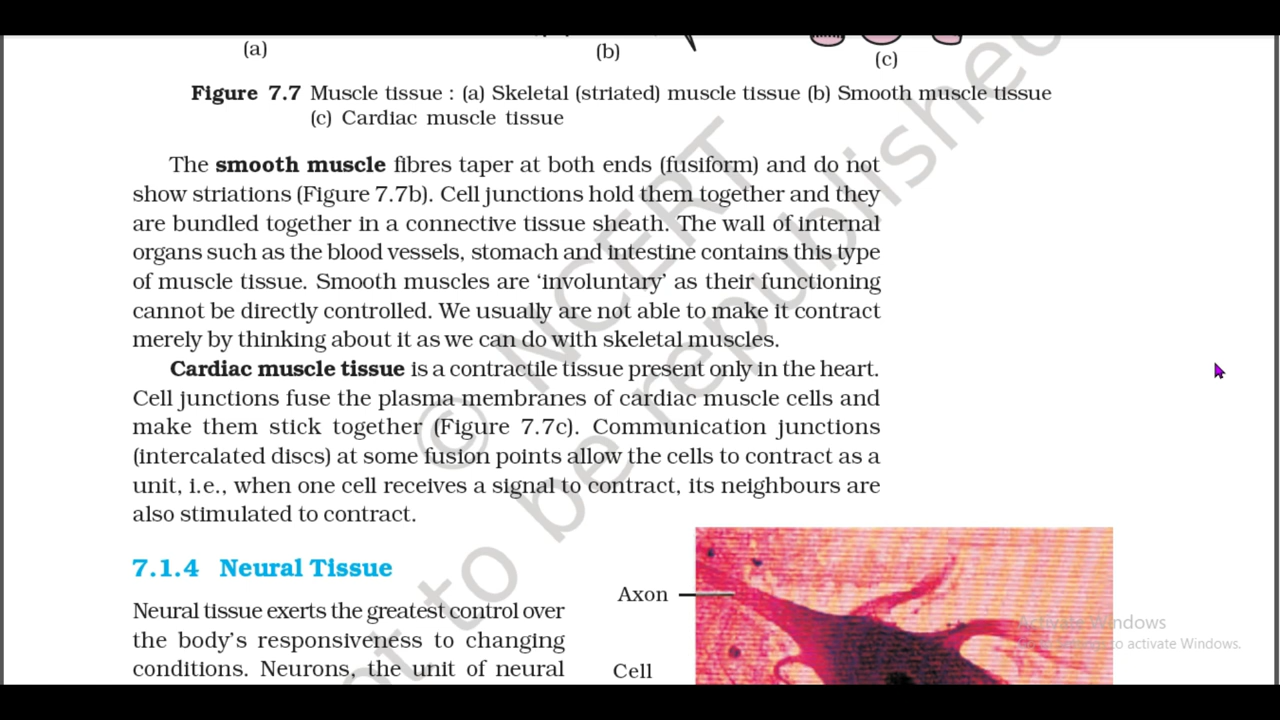 (a)
(b)
(c)
Figure 7.7 Muscle tissue : (a) Skeletal (striated) muscle tissue (b) Smooth muscle tissue
(c) Cardiac muscle tissue
The smooth muscle fibres taper at both ends (fusiform) and do not
show striations (Figure 7.7b). Cell junctions hold them together and they
are bundled together in a connective tissue sheath. The wall of internal
organs such as the blood vessels, stomach and intestine contains this type
of muscle tissue. Smooth muscles are ‘involuntary’ as their functioning
cannot be directly controlled. We usually are not able to make it contract
merely by thinking about it as we can do with skeletal muscles.
Cardiac muscle tissue is a contractile tissue present only in the heart.
Cell junctions fuse the plasma membranes of cardiac muscle cells and
make them stick together (Figure 7.7c). Communication junctions
(intercalated discs) at some fusion points allow the cells to contract as a
unit, i.e., when one cell receives a signal to contract, its neighbours are
also stimulated to contract.
7.1.4 Neural Tissue
Neural tissue exerts the greatest control over
the body’s responsiveness to changing
conditions. Neurons, the unit of neural
Axon
Cell
© NCERT
be republished
Activate Windows
to activate Windows.